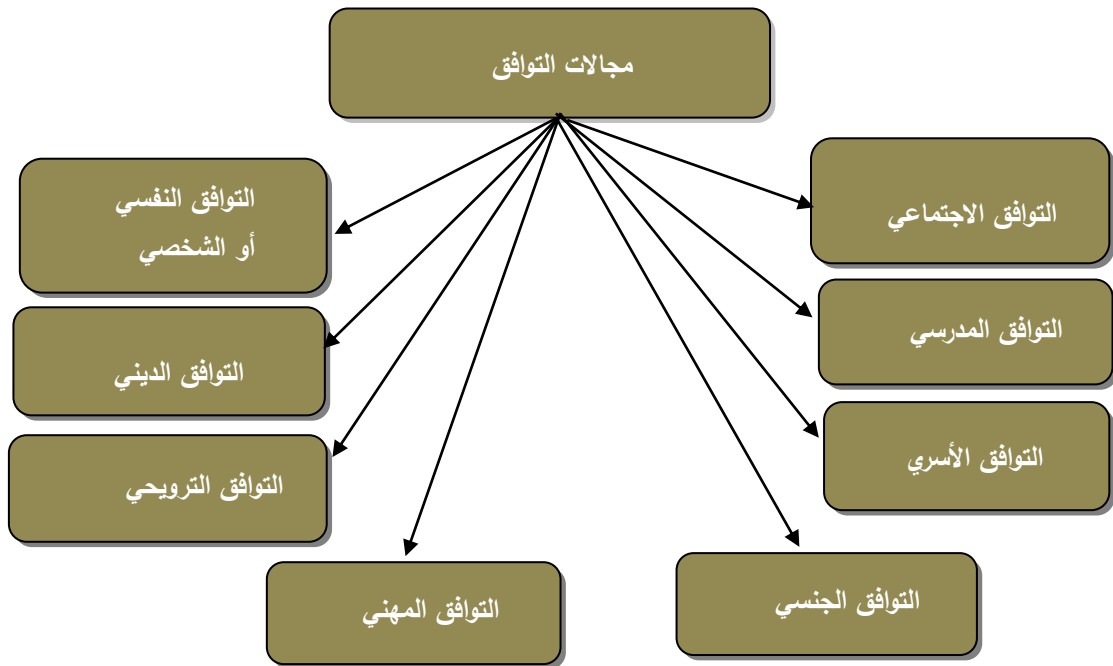 مجالات التوافق
التوافق الاجتماعي
التوافق النفسي
أو الشخصي
التوافق المدرسي
التوافق الديني
التوافق الأسري
التوافق الترويحي
التوافق الجنسي
التوافق المهني